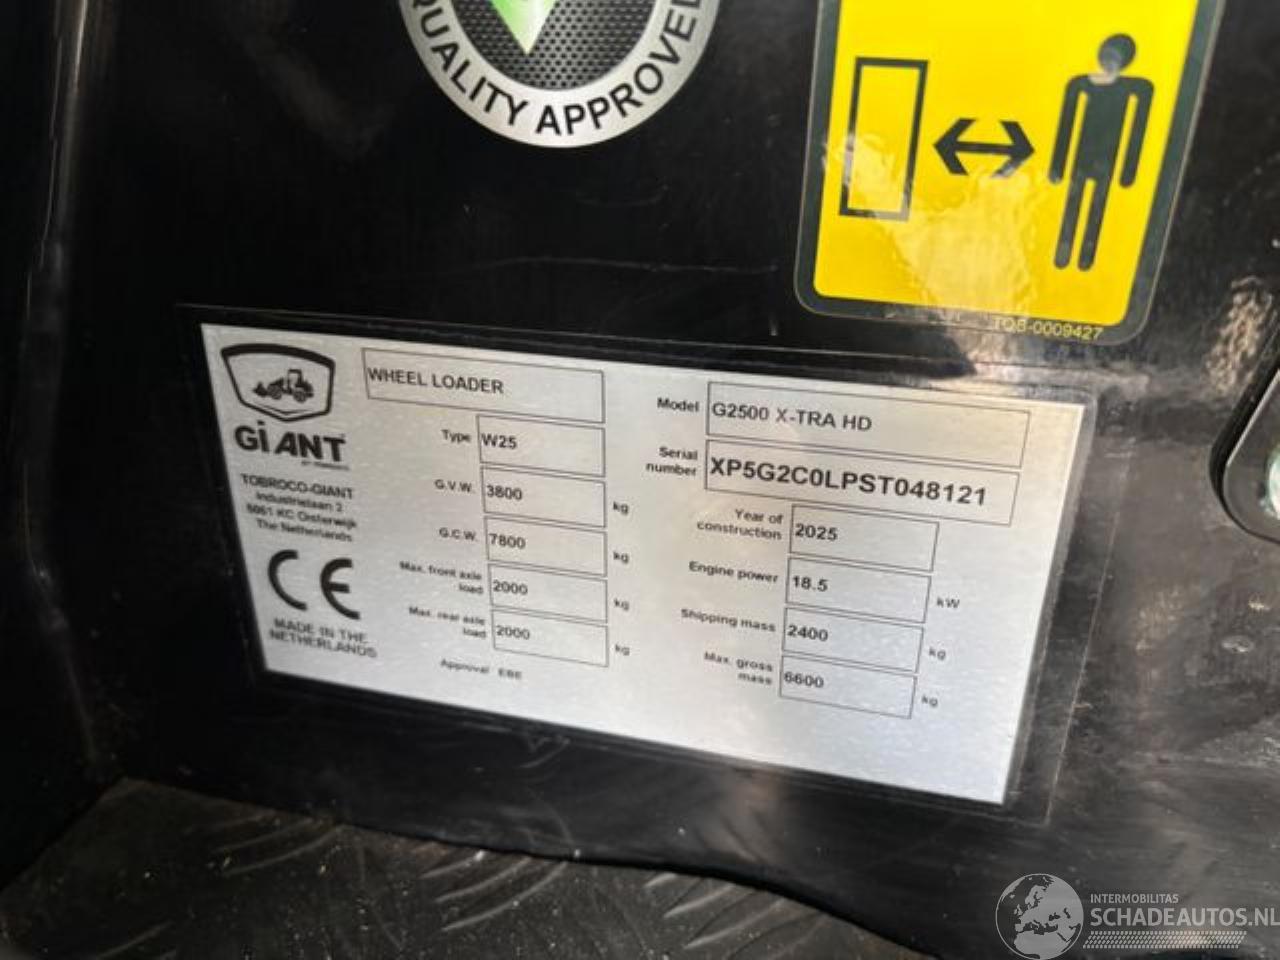 QUALITY APPROVED
TOB-0009427
GiANT
TOBROCO-GIANT
Industrielaan 2
5061 KC Oisterwijk
The Netherlands
CE
MADE IN THE
NETHERLANDS
WHEEL LOADER
Type W25
G.V.W. 3800 kg
G.C.W. 7800 kg
Max. front axle
load 2000 kg
Max. rear axle
load 2000 kg
Approval EBE
Model G2500 X-TRA HD
Serial
number XP5G2C0LPST048121
Year of
construction 2025
Engine power 18.5 kW
Shipping mass 2400 kg
Max. gross
mass 6600 kg
INTERMOBILITAS
SCHADEAUTOS.NL